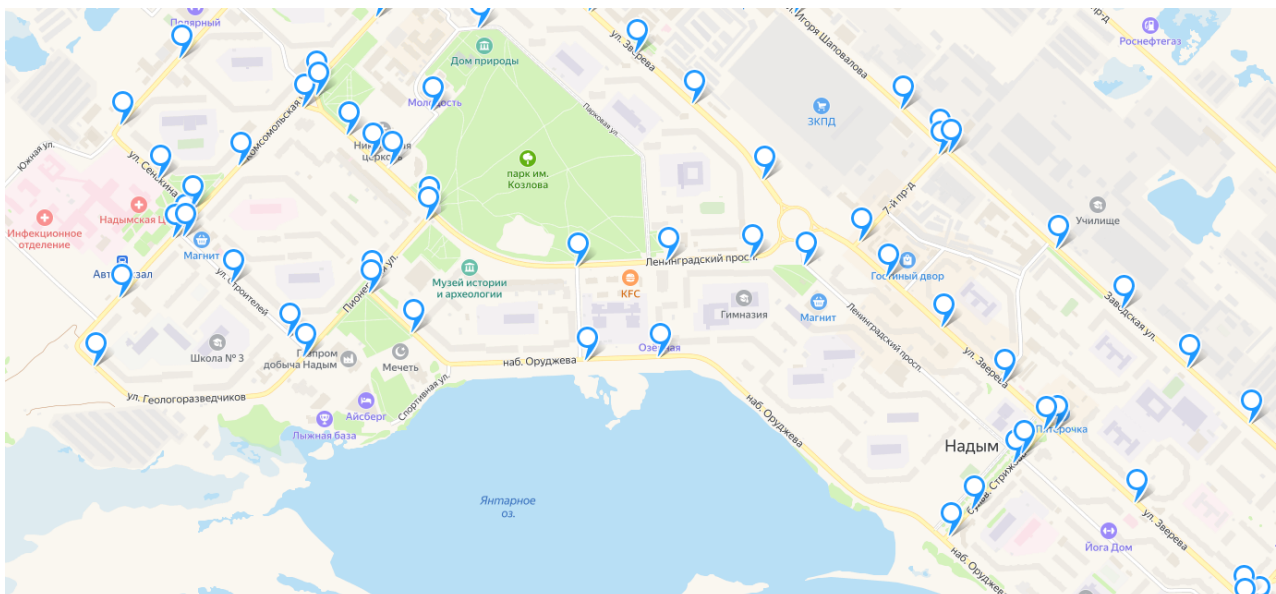 Полярный
ул. Зверева
ул. Игоря Шаповалова
пр-д
Роснефтегаз
Дом природы
Молодость
Парковая ул.
ЗКПД
Комсомольская
Южная ул.
ул. Сенькина
парк им.
Козлова
7-й пр-д
Училище
Инфекционное
отделение
Магнит
Ленинградский просп.
Гостиный двор
ул. Строителей
Пионерская ул.
Музей истории
и археологии
KFC
Гимназия
Магнит
Заводская ул.
Ленинградский просп.
Школа № 3
Газпром
добыча Надым
Мечеть
наб. Оруджева
Озерная
ул. Зверева
ул. Геологоразведчиков
Айсберг
Спортивная ул.
Лыжная база
наб. Оруджева
Пятёрочка
Надым
Янтарное
оз.
ул. Зверева
Йога Дом
наб. Оруджева